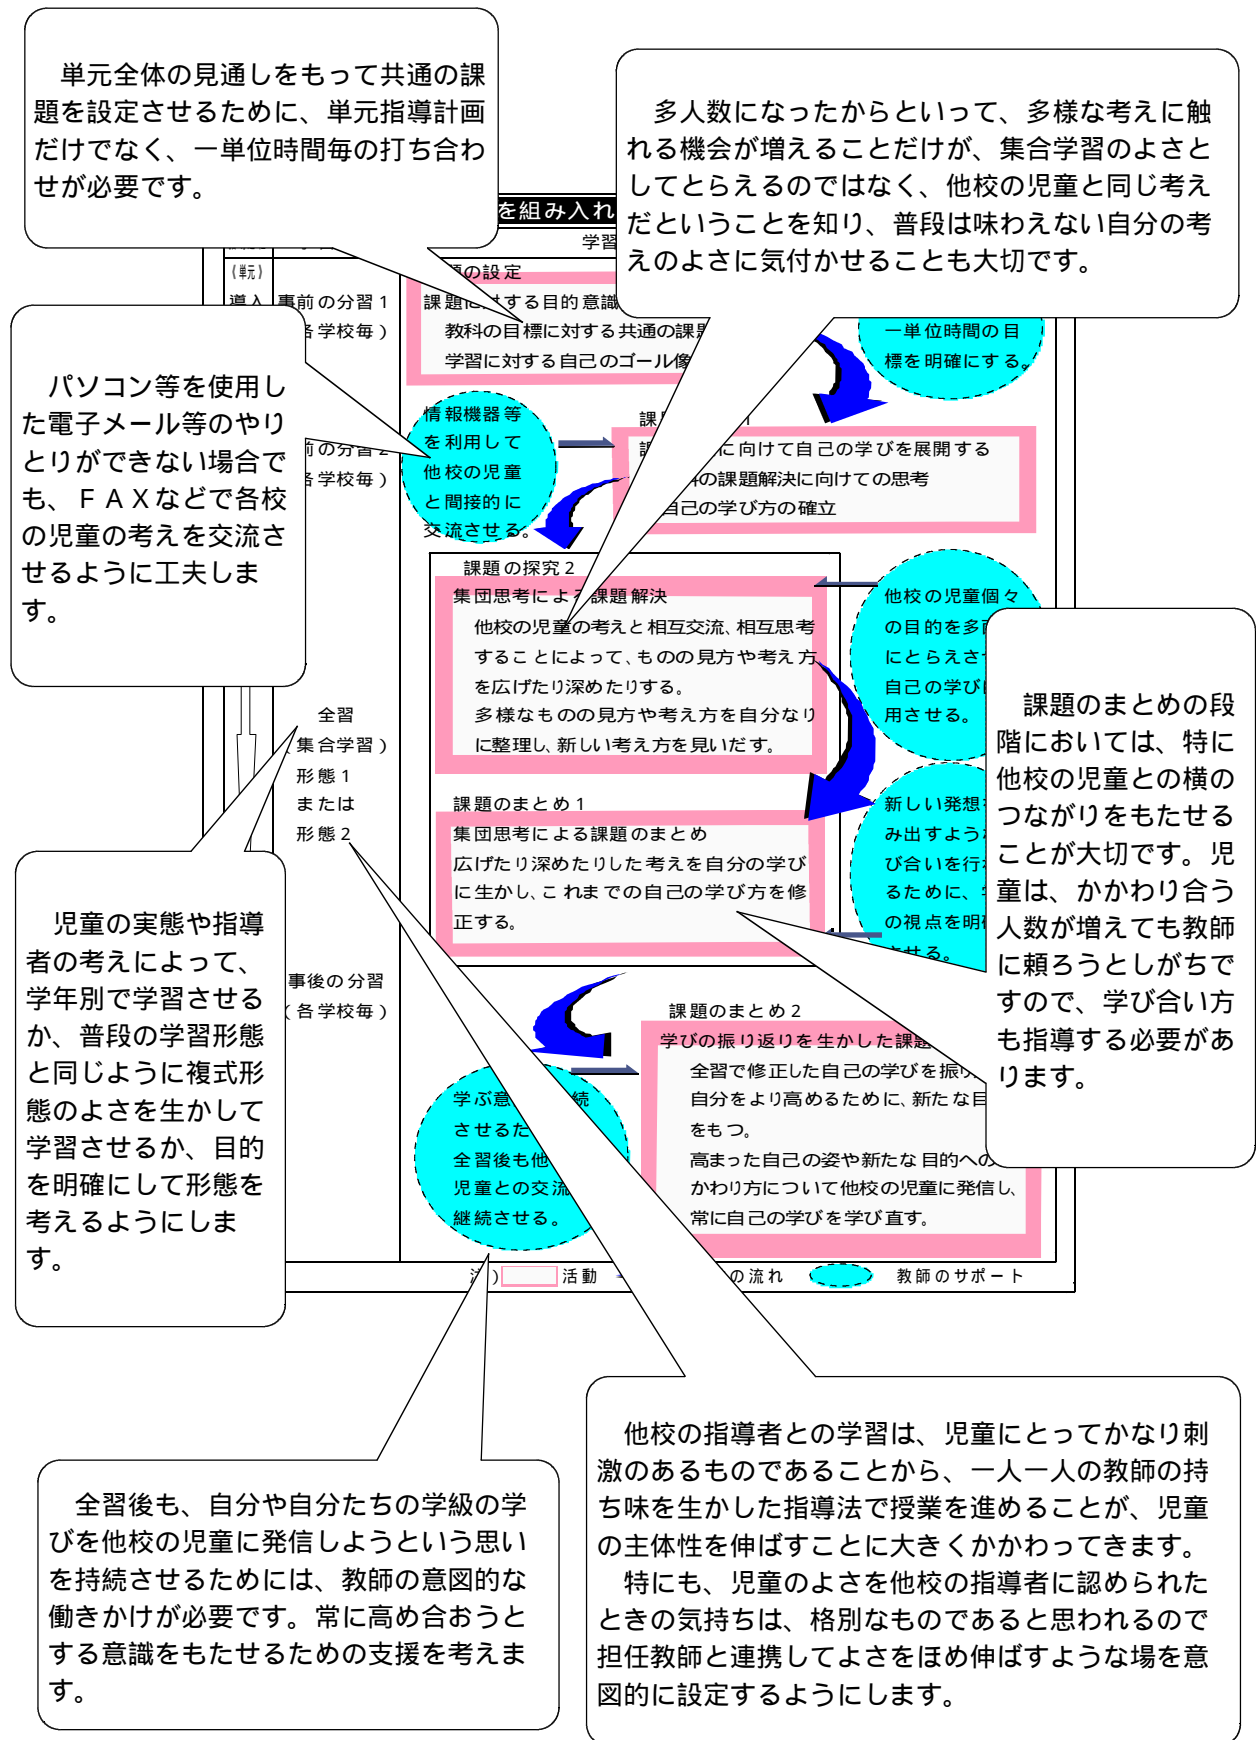 単元全体の見通しをもって共通の課
題を設定させるために、単元指導計画
だけでなく、一単位時間毎の打ち合わ
せが必要です。
多人数になったからといって、多様な考えに触
れる機会が増えることだけが、集合学習のよさと
してとらえるのではなく、他校の児童と同じ考え
だということを知り、普段は味わえない自分の考
えのよさに気付かせることも大切です。
を組み入れ
学習
(単元)
導入
事前の分習1
各学校毎)
の設定
課題に対する目的意識
教科の目標に対する共通の課題
学習に対する自己のゴール像
一単位時間の目
標を明確にする。
パソコン等を使用し
た電子メール等のやり
とりができない場合で
も、FAXなどで各校
の児童の考えを交流さ
せるように工夫しま
す。
前の分習2
各学校毎)
情報機器等
を利用して
他校の児童
と間接的に
交流させる。
課題
に向けて自己の学びを展開する
の課題解決に向けての思考
自己の学び方の確立
課題の探究2
集団思考による課題解決
他校の児童の考えと相互交流、相互思考
することによって、ものの見方や考え方
を広げたり深めたりする。
多様なものの見方や考え方を自分なり
に整理し、新しい考え方を見いだす。
他校の児童個々
の目的を多面
にとらえさ
自己の学び
用させる。
全習
(集合学習)
形態1
または
形態2
課題のまとめの段
階においては、特に
他校の児童との横の
つながりをもたせる
ことが大切です。児
童は、かかわり合う
人数が増えても教師
に頼ろうとしがちで
すので、学び合い方
も指導する必要があ
ります。
課題のまとめ1
集団思考による課題のまとめ
広げたり深めたりした考えを自分の学び
に生かし、これまでの自己の学び方を修
正する。
新しい発想
み出すような
び合いを行
るために、
の視点を明
させる。
児童の実態や指導
者の考えによって、
学年別で学習させる
か、普段の学習形態
と同じように複式形
態のよさを生かして
学習させるか、目的
を明確にして形態を
考えるようにしま
す。
事後の分習
(各学校毎)
課題のまとめ2
学びの振り返りを生かした課題
全習で修正した自己の学びを振り
自分をより高めるために、新たな目
をもつ。
高まった自己の姿や新たな目的への
かわり方について他校の児童に発信し、
常に自己の学びを学び直す。
学ぶ意 続
させるた
全習後も他
児童との交流
継続させる。
注) 活動 の流れ 教師のサポート
全習後も、自分や自分たちの学級の学
びを他校の児童に発信しようという思い
を持続させるためには、教師の意図的な
働きかけが必要です。常に高め合おうと
する意識をもたせるための支援を考えま
す。
他校の指導者との学習は、児童にとってかなり刺
激のあるものであることから、一人一人の教師の持
ち味を生かした指導法で授業を進めることが、児童
の主体性を伸ばすことに大きくかかわってきます。
特にも、児童のよさを他校の指導者に認められた
ときの気持ちは、格別なものであると思われるので
担任教師と連携してよさをほめ伸ばすような場を意
図的に設定するようにします。